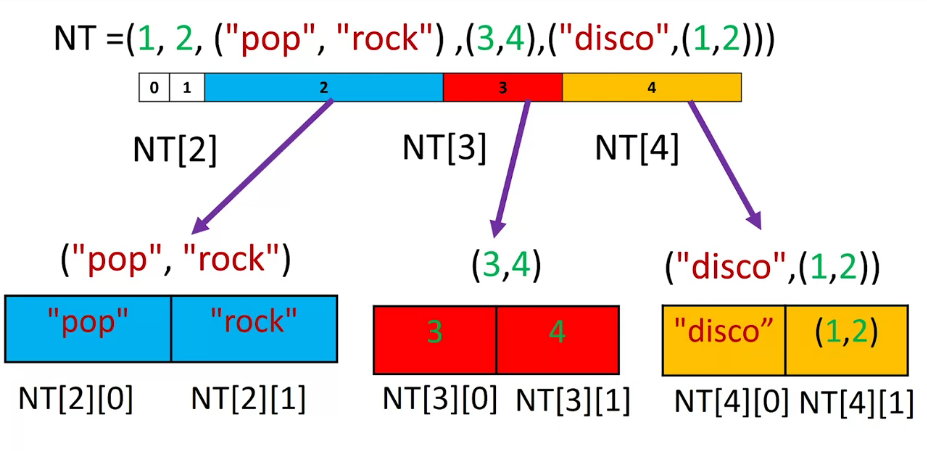 NT =(1, 2, ("pop", "rock") ,(3,4),("disco",(1,2)))
0 1 2 3 4
NT[2] NT[3] NT[4]
("pop", "rock") (3,4) ("disco",(1,2))
"pop" "rock" 3 4 "disco” (1,2)
NT[2][0] NT[2][1] NT[3][0] NT[3][1] NT[4][0] NT[4][1]